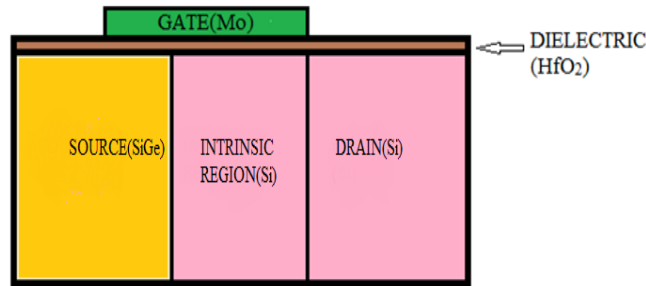 GATE(Mo)
DIELECTRIC
(HfO₂)
SOURCE(SiGe)
INTRINSIC
REGION(Si)
DRAIN(Si)